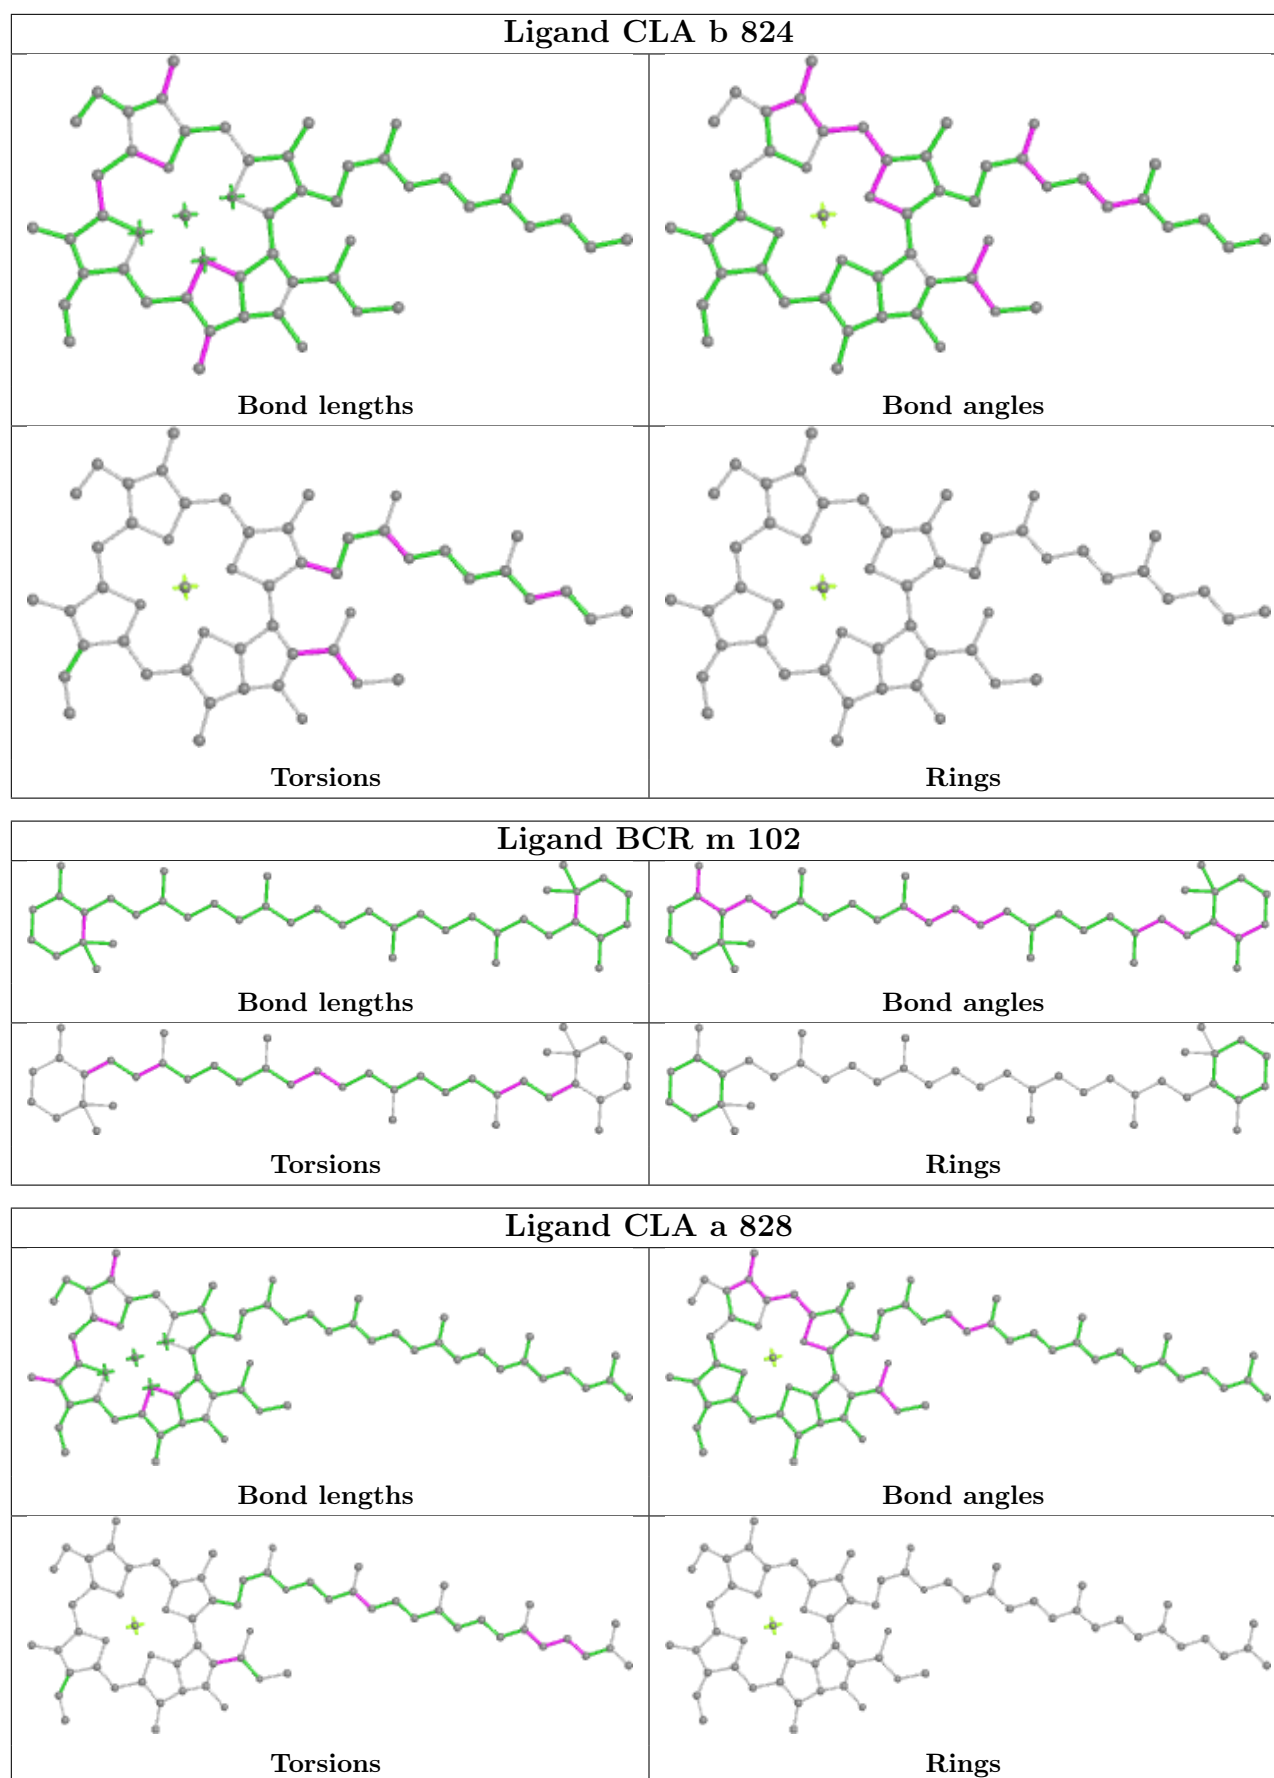 Ligand CLA b 824
Bond lengths
Bond angles
Torsions
Rings
Ligand BCR m 102
Bond lengths
Bond angles
Torsions
Rings
Ligand CLA a 828
Bond lengths
Bond angles
Torsions
Rings